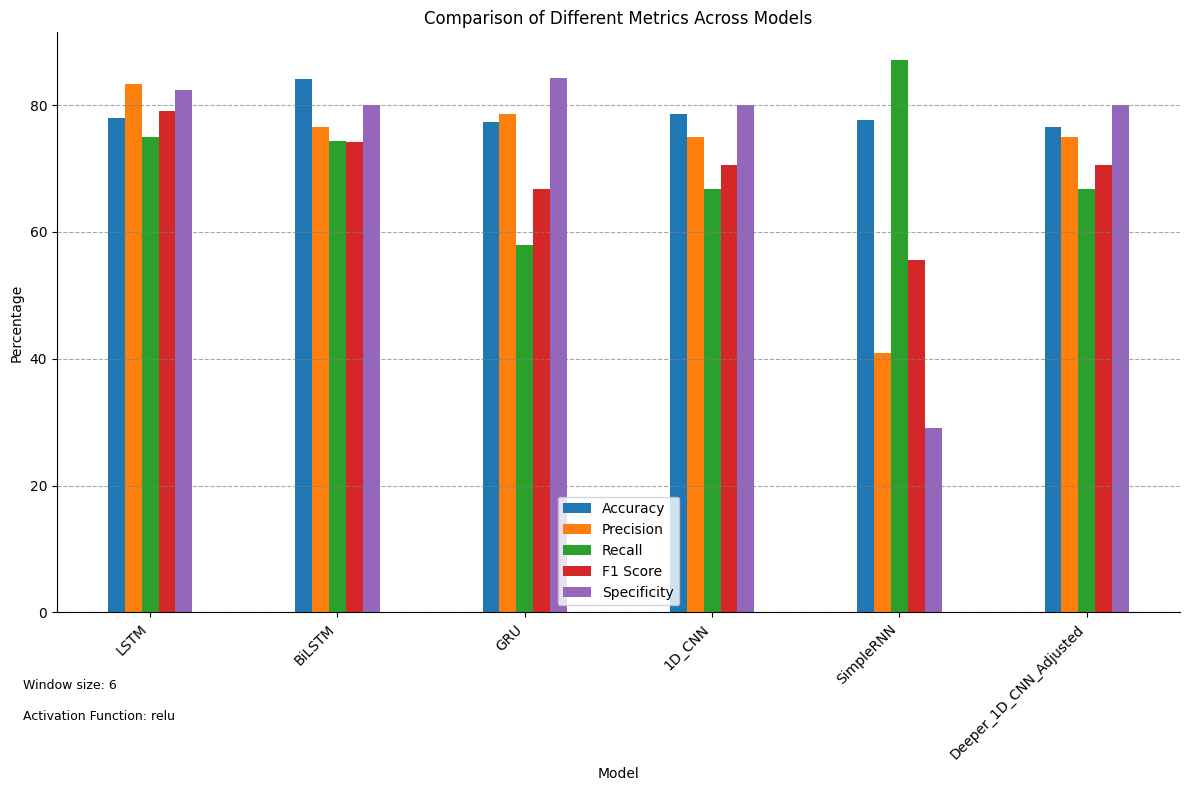 Comparison of Different Metrics Across Models
Percentage
80
60
40
20
0
Accuracy
Precision
Recall
F1 Score
Specificity
LSTM
BiLSTM
GRU
1D_CNN
SimpleRNN
Deeper_1D_CNN_Adjusted
Window size: 6
Activation Function: relu
Model